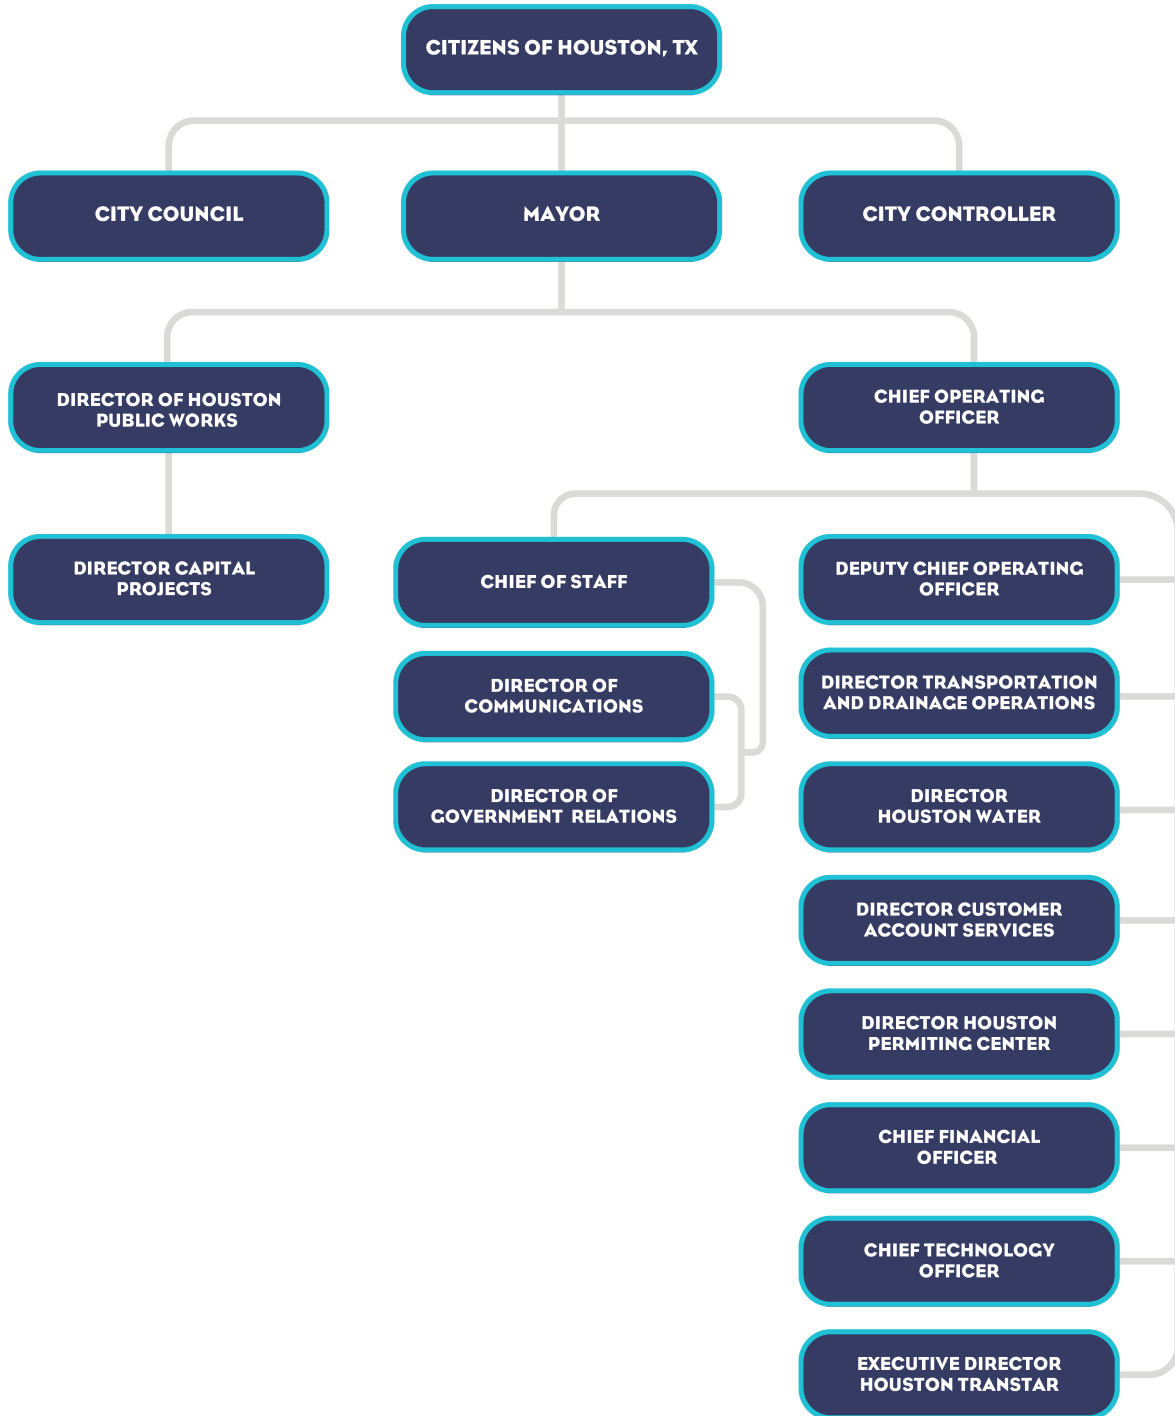 CITIZENS OF HOUSTON, TX
CITY COUNCIL
MAYOR
CITY CONTROLLER
DIRECTOR OF HOUSTON
PUBLIC WORKS
CHIEF OPERATING
OFFICER
DIRECTOR CAPITAL
PROJECTS
CHIEF OF STAFF
DIRECTOR OF
COMMUNICATIONS
DIRECTOR OF
GOVERNMENT RELATIONS
DEPUTY CHIEF OPERATING
OFFICER
DIRECTOR TRANSPORTATION
AND DRAINAGE OPERATIONS
DIRECTOR
HOUSTON WATER
DIRECTOR CUSTOMER
ACCOUNT SERVICES
DIRECTOR HOUSTON
PERMITING CENTER
CHIEF FINANCIAL
OFFICER
CHIEF TECHNOLOGY
OFFICER
EXECUTIVE DIRECTOR
HOUSTON TRANSTAR